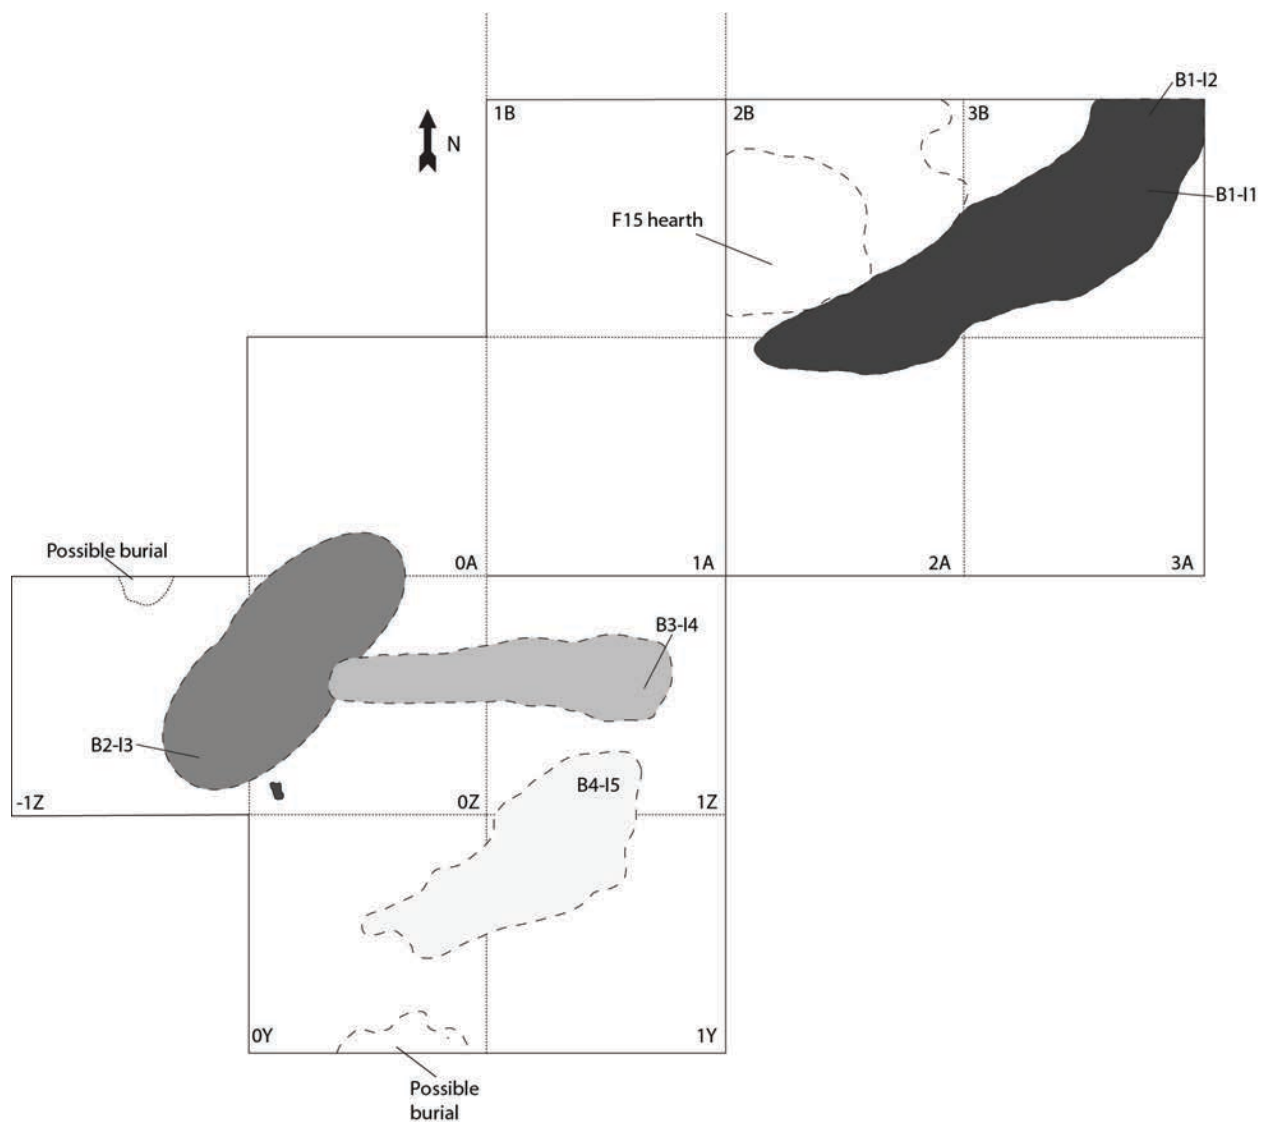 B1-I2
1B
2B
3B
N
B1-I1
F15 hearth
Possible burial
0A
1A
2A
3A
B3-I4
B2-I3
B4-I5
-1Z
0Z
1Z
0Y
1Y
Possible
burial